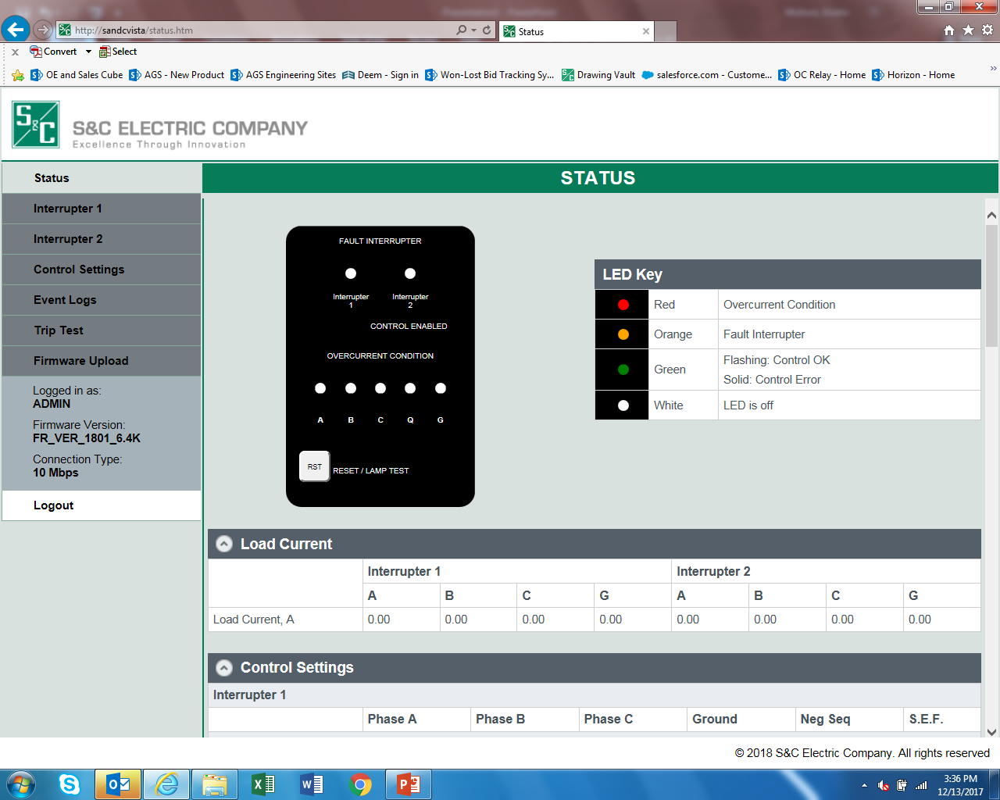 http://sandcvista/status.htm
Status
Convert
Select
OE and Sales Cube
AGS - New Product
AGS Engineering Sites
Deem - Sign in
Won-Lost Bid Tracking Sy...
Drawing Vault
salesforce.com - Custome...
OC Relay - Home
Horizon - Home
S&C
S&C ELECTRIC COMPANY
Excellence Through Innovation
Status
Interrupter 1
Interrupter 2
Control Settings
Event Logs
Trip Test
Firmware Upload
Logged in as:
ADMIN
Firmware Version:
FR_VER_1801_6.4K
Connection Type:
10 Mbps
Logout
STATUS
FAULT INTERRUPTER
Interrupter 1
Interrupter 2
CONTROL ENABLED
OVERCURRENT CONDITION
A B C Q G
RST
RESET / LAMP TEST
LED Key
Red Overcurrent Condition
Orange Fault Interrupter
Green Flashing: Control OK
Solid: Control Error
White LED is off
Load Current
Interrupter 1 Interrupter 2
A B C G A B C G
Load Current, A 0.00 0.00 0.00 0.00 0.00 0.00 0.00 0.00
Control Settings
Interrupter 1
Phase A Phase B Phase C Ground Neg Seq S.E.F.
© 2018 S&C Electric Company. All rights reserved
3:36 PM
12/13/2017